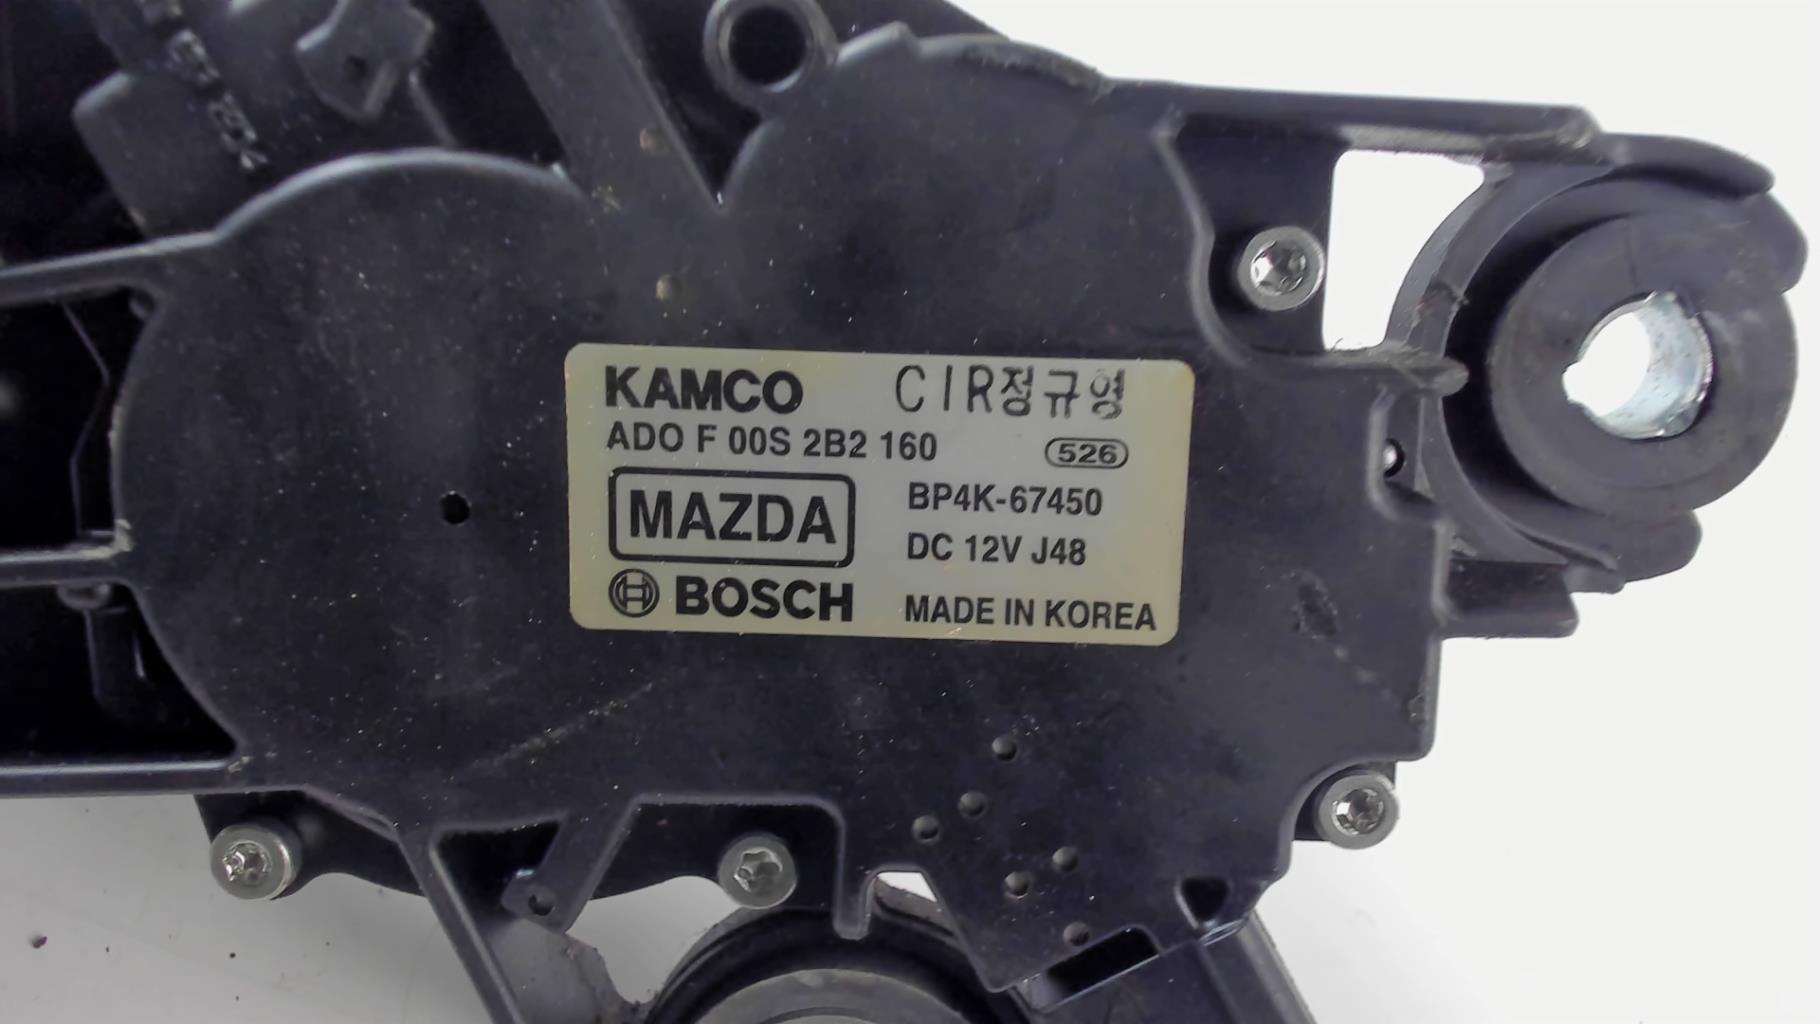 KAMCO CIR정규영
ADO F 00S 2B2 160 526
MAZDA BP4K-67450
DC 12V J48
BOSCH MADE IN KOREA